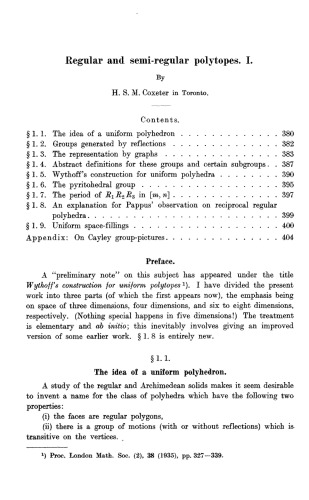 Regular and semi-regular polytopes. I.
By
H. S. M. Coxeter in Toronto.
Contents.
§ 1. 1. The idea of a uniform polyhedron . . . . . . . . . . . . . 380
§ 1. 2. Groups generated by reflections . . . . . . . . . . . . . . 382
§ 1. 3. The representation by graphs . . . . . . . . . . . . . . . 383
§ 1. 4. Abstract definitions for these groups and certain subgroups . . 387
§ 1. 5. Wythoff's construction for uniform polyhedra . . . . . . . . 390
§ 1. 6. The pyritohedral group . . . . . . . . . . . . . . . . . . 395
§ 1. 7. The period of R₁ R₂ R₃ in [m, n] . . . . . . . . . . . . . . 397
§ 1. 8. An explanation for Pappus' observation on reciprocal regular
polyhedra . . . . . . . . . . . . . . . . . . . . . . . . 399
§ 1. 9. Uniform space-fillings . . . . . . . . . . . . . . . . . . 400
Appendix: On Cayley group-pictures . . . . . . . . . . . . . . . 404
Preface.
A "preliminary note" on this subject has appeared under the title
Wythoff's construction for uniform polytopes ¹). I have divided the present
work into three parts (of which the first appears now), the emphasis being
on space of three dimensions, four dimensions, and six to eight dimensions,
respectively. (Nothing special happens in five dimensions!) The treatment
is elementary and ab initio; this inevitably involves giving an improved
version of some earlier work. § 1. 8 is entirely new.
§ 1. 1.
The idea of a uniform polyhedron.
A study of the regular and Archimedean solids makes it seem desirable
to invent a name for the class of polyhedra which have the following two
properties:
(i) the faces are regular polygons,
(ii) there is a group of motions (with or without reflections) which is
transitive on the vertices.
¹) Proc. London Math. Soc. (2), 38 (1935), pp. 327—339.